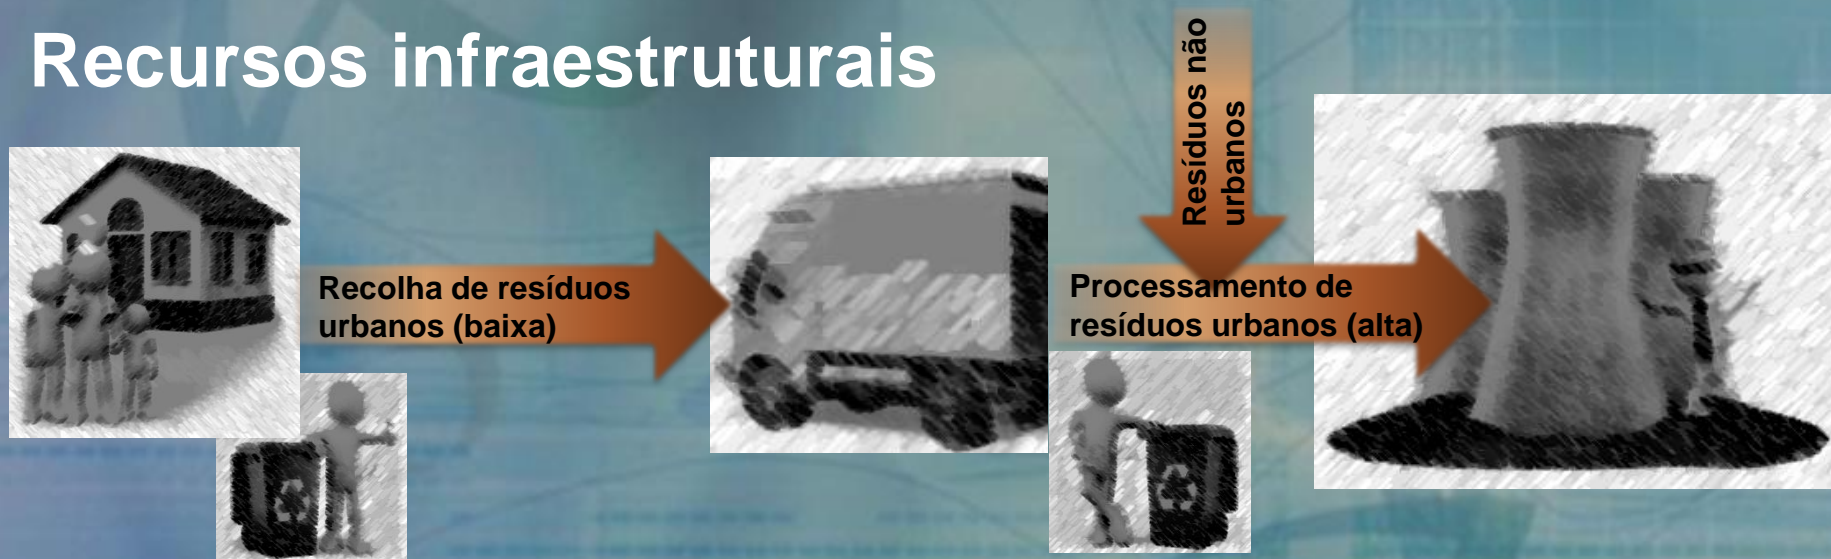 Recursos infraestruturais
Resíduos não
urbanos
Recolha de resíduos
urbanos (baixa)
Processamento de
resíduos urbanos (alta)